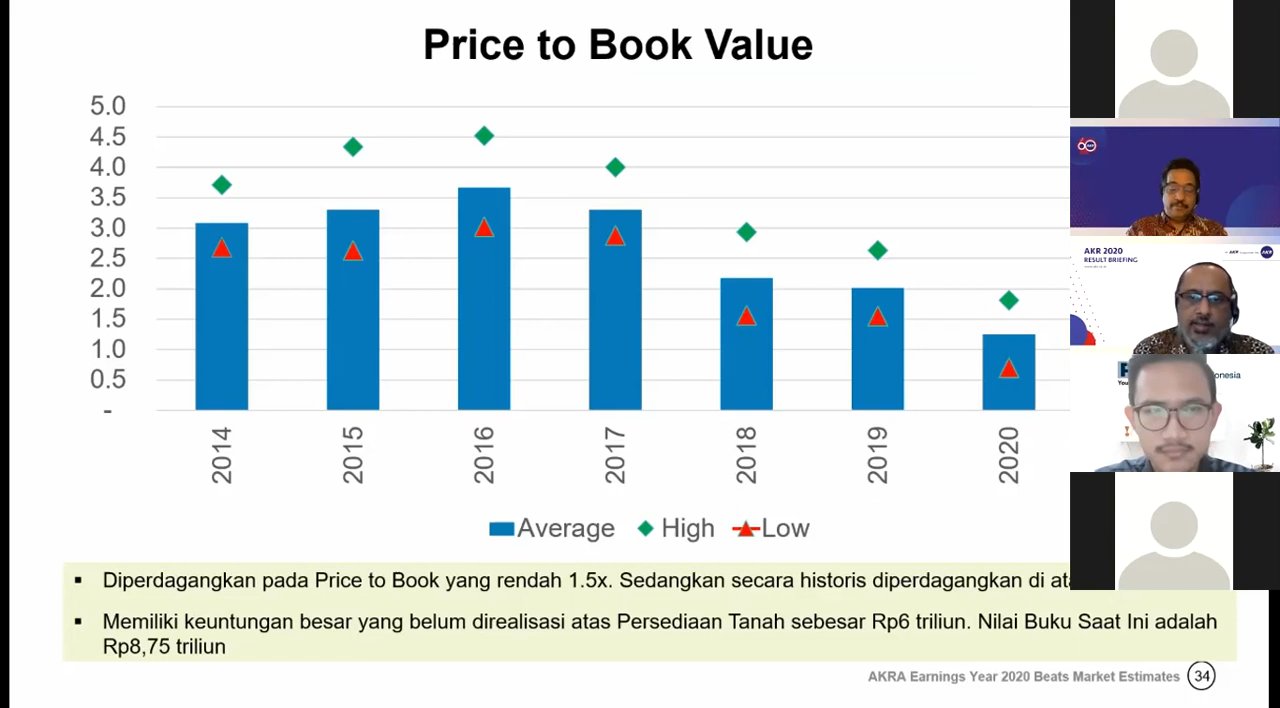 Price to Book Value
5.0
4.5
4.0
3.5
3.0
2.5
2.0
1.5
1.0
0.5
-
2014
2015
2016
2017
2018
2019
2020
Average High Low
▪ Diperdagangkan pada Price to Book yang rendah 1.5x. Sedangkan secara historis diperdagangkan di
▪ Memiliki keuntungan besar yang belum direalisasi atas Persediaan Tanah sebesar Rp6 triliun. Nilai Buku Saat Ini adalah
Rp8,75 triliun
AKRA Earnings Year 2020 Beats Market Estimates 34
AKR 2020
RESULT BRIEFING
AKR